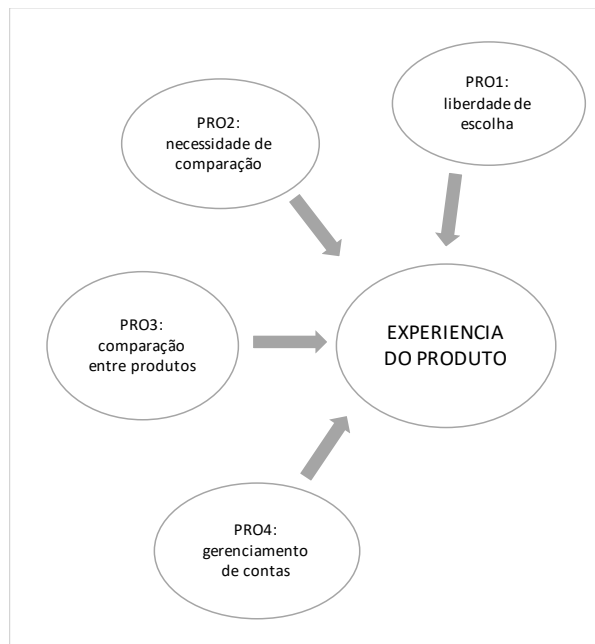 PRO1:
liberdade de
escolha
PRO2:
necessidade de
comparação
PRO3:
comparação
entre produtos
EXPERIENCIA
DO PRODUTO
PRO4:
gerenciamento
de contas